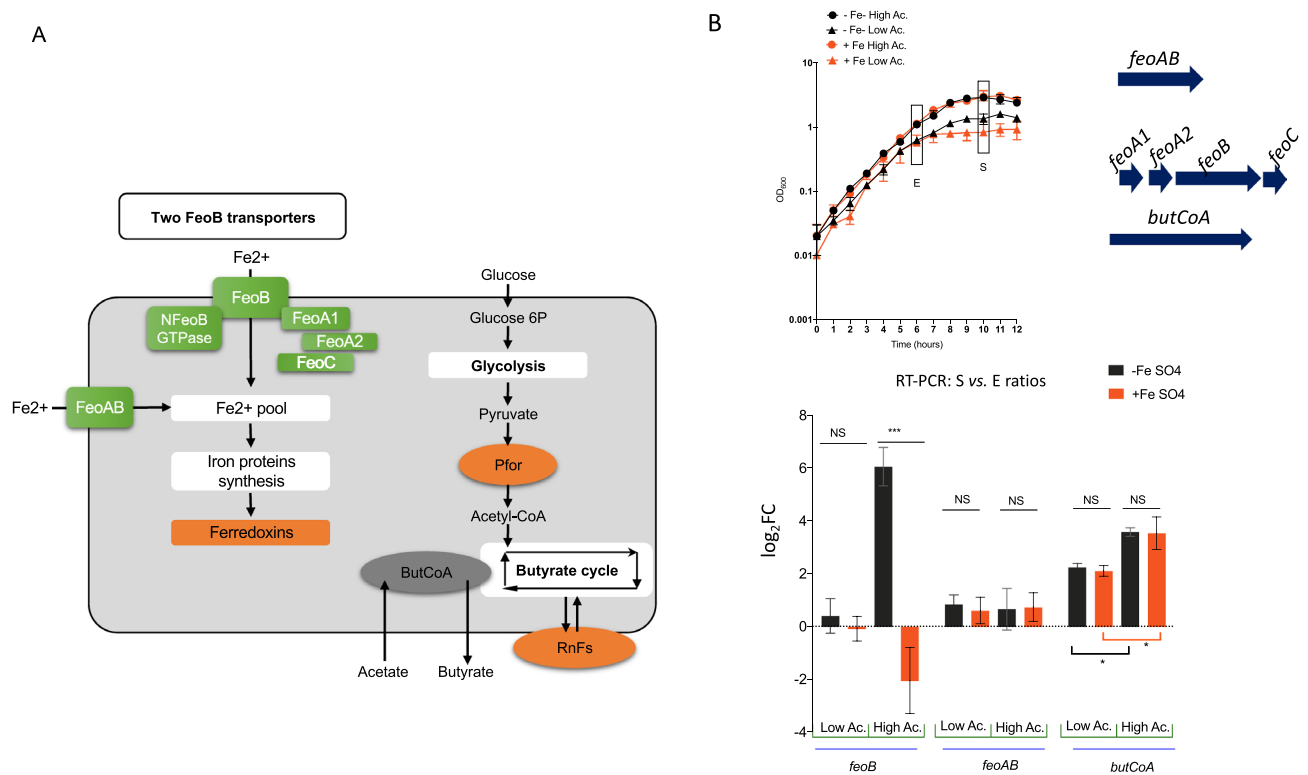 A
Two FeoB transporters
Fe2+
FeoB
NFeoB
GTPase
FeoA1
FeoA2
FeoC
Fe2+
FeoAB
Fe2+ pool
Iron proteins
synthesis
Ferredoxins
Glucose
Glucose 6P
Glycolysis
Pyruvate
Pfor
Acetyl-CoA
ButCoA
Butyrate cycle
RnFs
Acetate
Butyrate
B
- Fe- High Ac.
- Fe- Low Ac.
+ Fe High Ac.
+ Fe Low Ac.
10
1
0.1
0.01
0.001
OD600
E
S
0 1 2 3 4 5 6 7 8 9 10 11 12
Time (hours)
feoAB
feoA1 feoA2 feoB feoC
butCoA
RT-PCR: S vs. E ratios
-Fe SO4
+Fe SO4
log2FC
8
6
4
2
0
-2
-4
NS
***
NS
NS
NS
NS
*
*
Low Ac. High Ac. Low Ac. High Ac. Low Ac. High Ac.
feoB feoAB butCoA